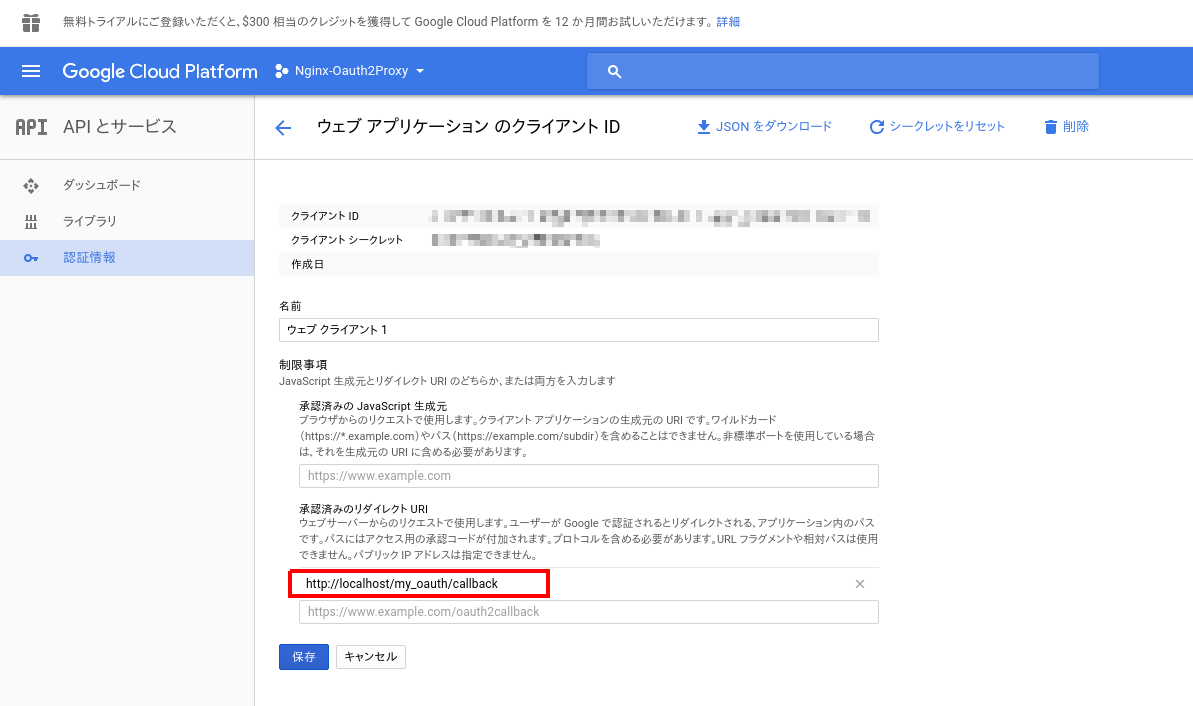 無料トライアルにご登録いただくと、$300 相当のクレジットを獲得して Google Cloud Platform を 12 か月間お試しいただけます。 詳細
Google Cloud Platform Nginx-Oauth2Proxy
API API とサービス
ウェブ アプリケーション のクライアント ID
JSON をダウンロード シークレットをリセット 削除
ダッシュボード
ライブラリ
認証情報
クライアント ID
クライアント シークレット
作成日
名前
ウェブ クライアント 1
制限事項
JavaScript 生成元とリダイレクト URI のどちらか、または両方を入力します
承認済みの JavaScript 生成元
ブラウザからのリクエストで使用します。クライアント アプリケーションの生成元の URI です。ワイルドカード
（https://*.example.com）やパス（https://example.com/subdir）を含めることはできません。非標準ポートを使用している場合
は、それを生成元の URI に含める必要があります。
https://www.example.com
承認済みのリダイレクト URI
ウェブサーバーからのリクエストで使用します。ユーザーが Google で認証されるとリダイレクトされる、アプリケーション内のパス
です。パスにはアクセス用の承認コードが付加されます。プロトコルを含める必要があります。URL フラグメントや相対パスは使用
できません。パブリック IP アドレスは指定できません。
http://localhost/my_oauth/callback
https://www.example.com/oauth2callback
保存 キャンセル